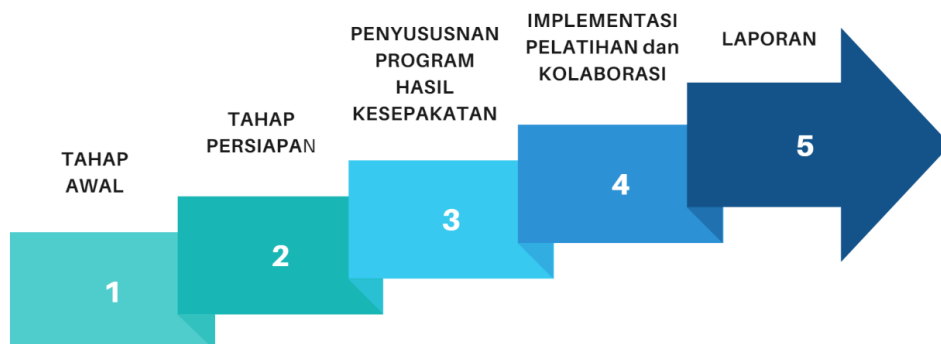 TAHAP
AWAL
1
TAHAP
PERSIAPAN
2
PENYUSUSNAN
PROGRAM
HASIL
KESEPAKATAN
3
IMPLEMENTASI
PELATIHAN dan
KOLABORASI
4
LAPORAN
5